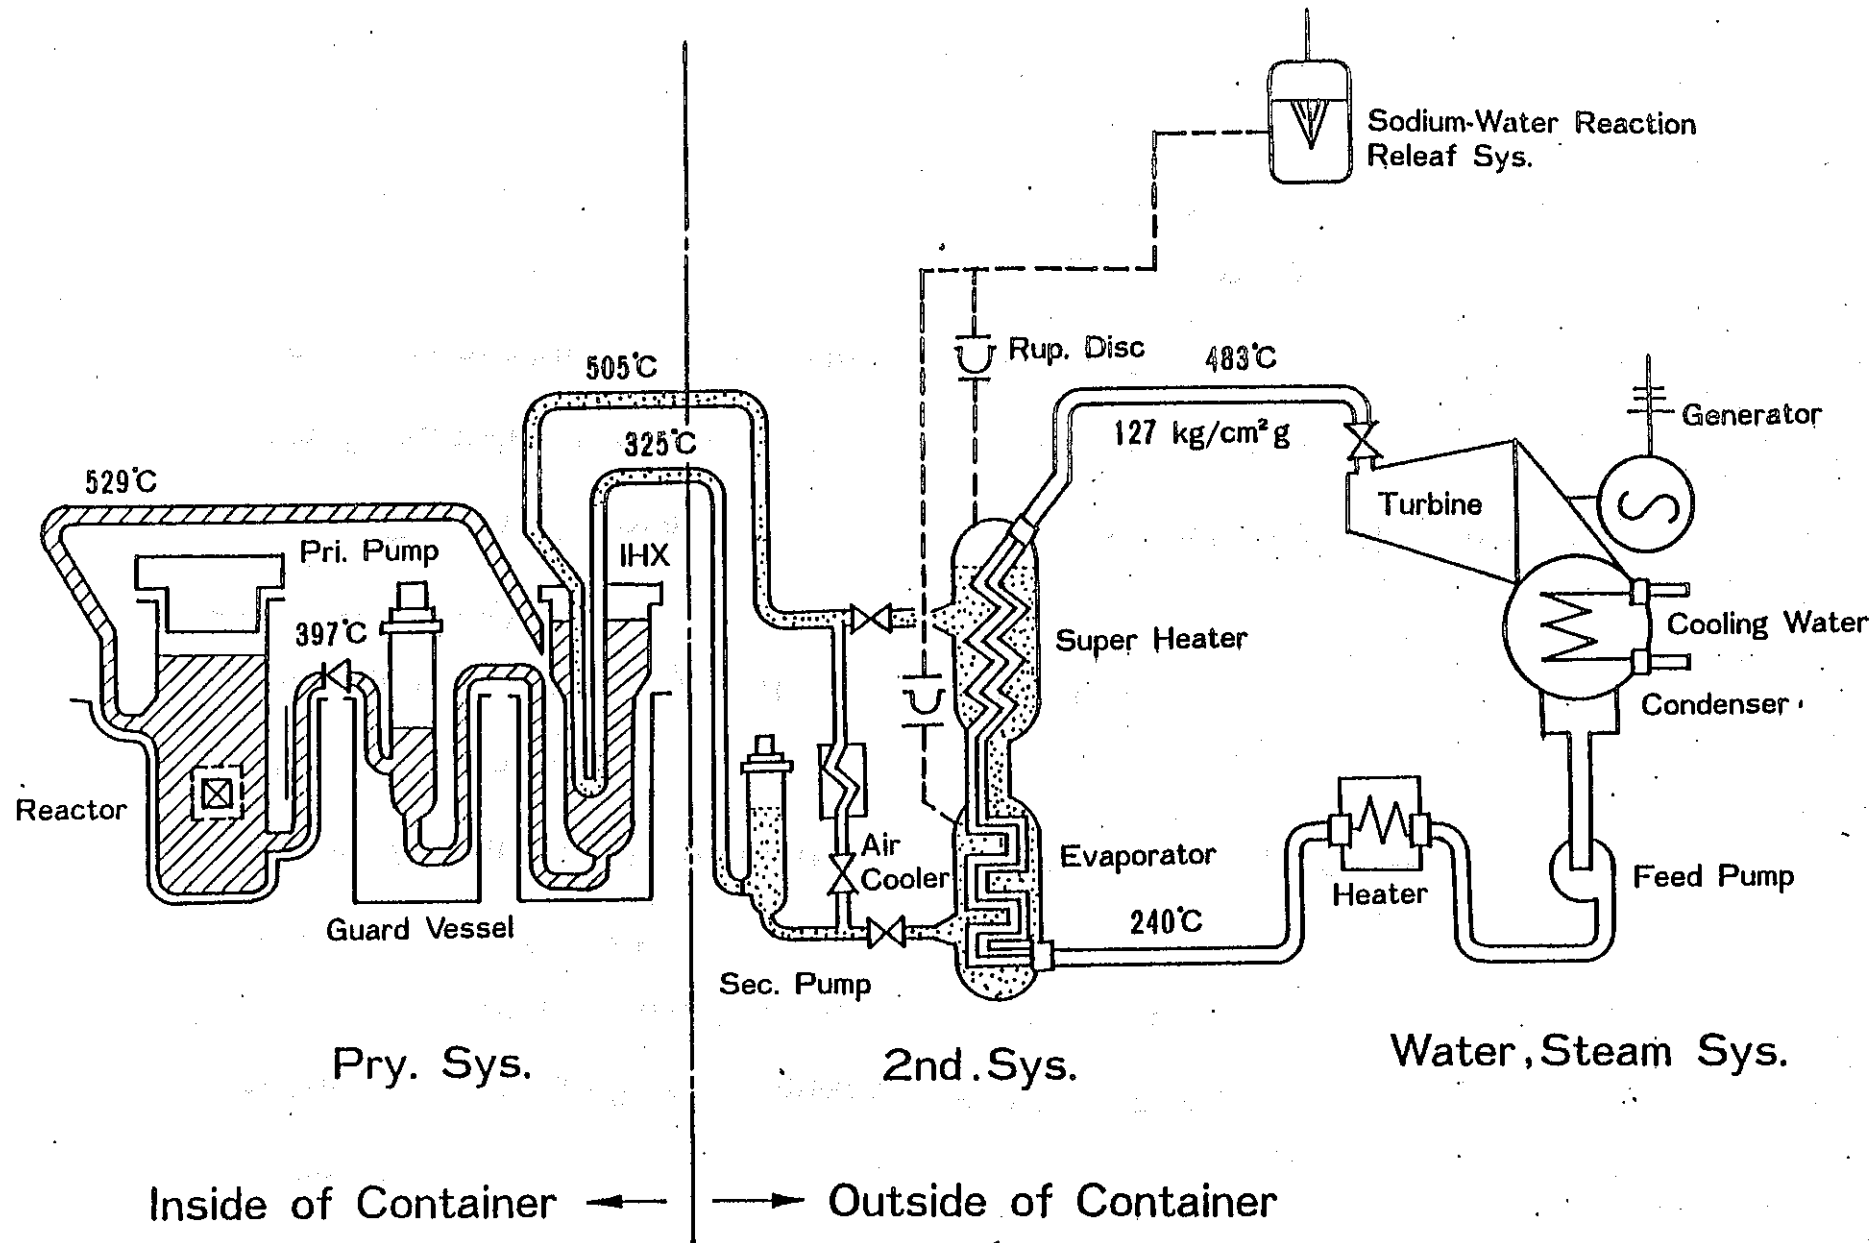 Sodium-Water Reaction
Releaf Sys.
Rup. Disc
505°C
483°C
127 kg/cm²g
325°C
Generator
529°C
Turbine
Pri. Pump
IHX
397°C
Super Heater
Cooling Water
Condenser
Reactor
Air
Cooler
Evaporator
Heater
Feed Pump
Guard Vessel
240°C
Sec. Pump
Pry. Sys.
2nd. Sys.
Water, Steam Sys.
Inside of Container
Outside of Container